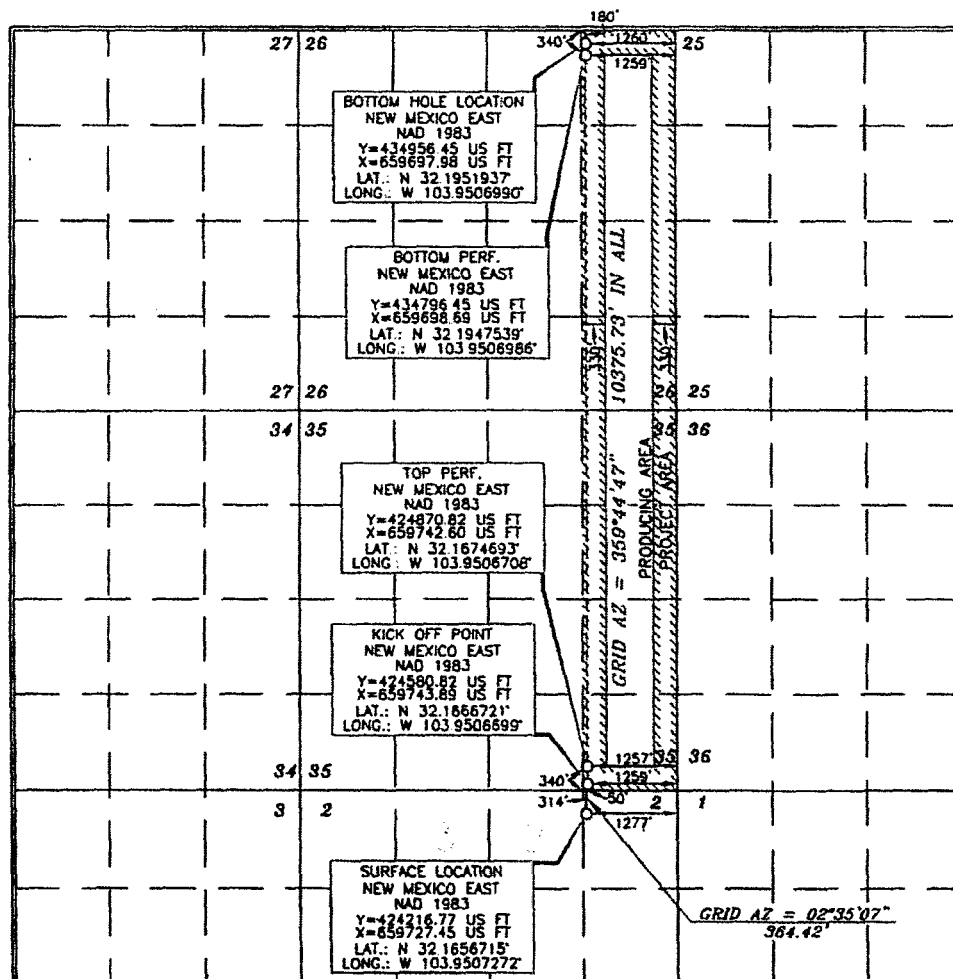 180'
27 26
340'
1260'
25
1259'
BOTTOM HOLE LOCATION
NEW MEXICO EAST
NAD 1983
Y=434956.45 US FT
X=659697.98 US FT
LAT.: N 32.1951937°
LONG.: W 103.9506990°
BOTTOM PERF.
NEW MEXICO EAST
NAD 1983
Y=434796.45 US FT
X=659698.69 US FT
LAT.: N 32.1947539°
LONG.: W 103.9506986°
GRID AZ = 359°44'47" 10375.73' IN ALL
330'
330'
PRODUCING AREA
PROJECT AREA
27 26
26 25
34 35
35 36
TOP PERF.
NEW MEXICO EAST
NAD 1983
Y=424870.82 US FT
X=659742.60 US FT
LAT.: N 32.1674693°
LONG.: W 103.9506708°
KICK OFF POINT
NEW MEXICO EAST
NAD 1983
Y=424580.82 US FT
X=659743.89 US FT
LAT.: N 32.1666721°
LONG.: W 103.9506699°
34 35
1257'
35 36
340'
50'
3 2
314'
2 1
1277'
SURFACE LOCATION
NEW MEXICO EAST
NAD 1983
Y=424216.77 US FT
X=659727.45 US FT
LAT.: N 32.1656715°
LONG.: W 103.9507272°
GRID AZ = 02°35'07"
364.42'